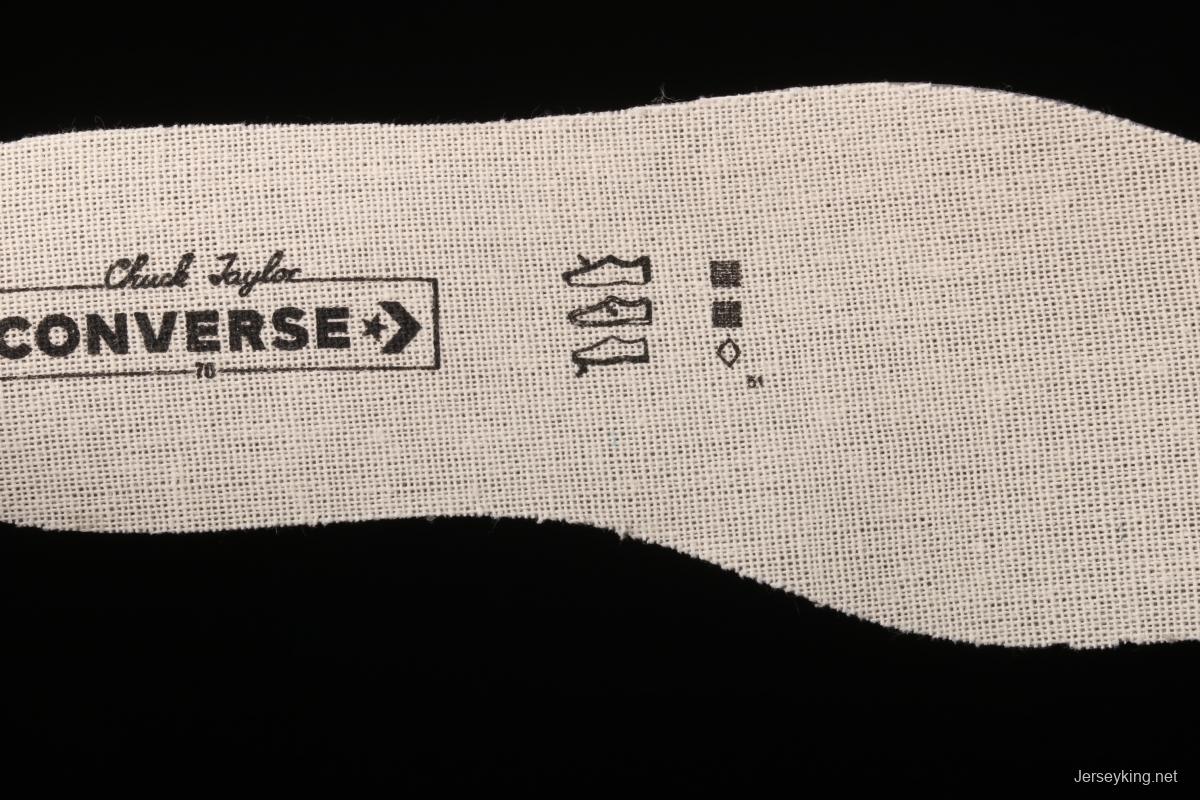 Chuck Taylor
CONVERSE
70
51
Jerseyking.net